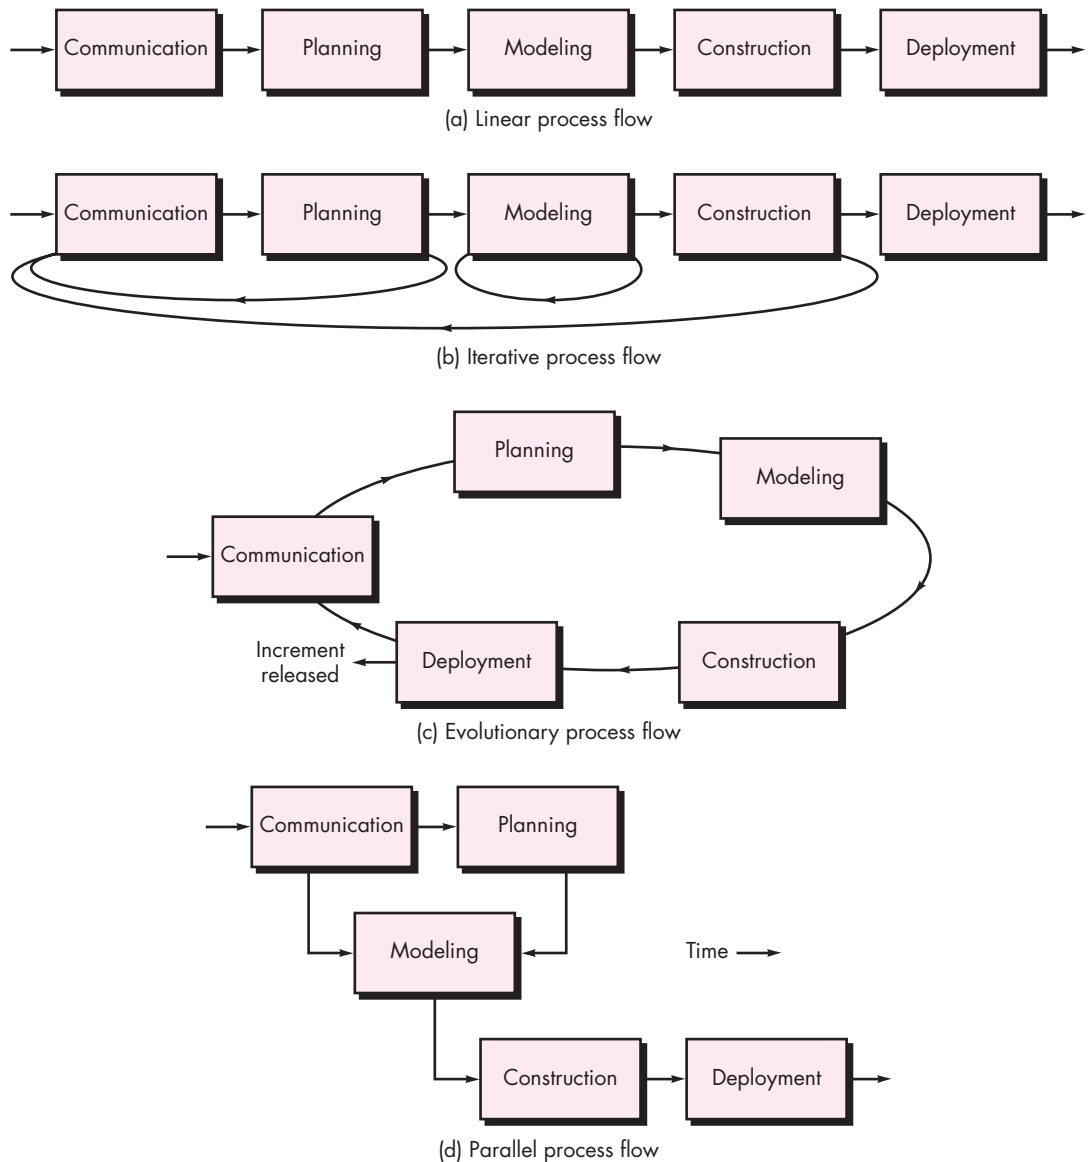 Communication Planning Modeling Construction Deployment
(a) Linear process flow
Communication Planning Modeling Construction Deployment
(b) Iterative process flow
Planning
Modeling
Communication
Increment
released
Deployment
Construction
(c) Evolutionary process flow
Communication Planning
Modeling
Time
Construction Deployment
(d) Parallel process flow